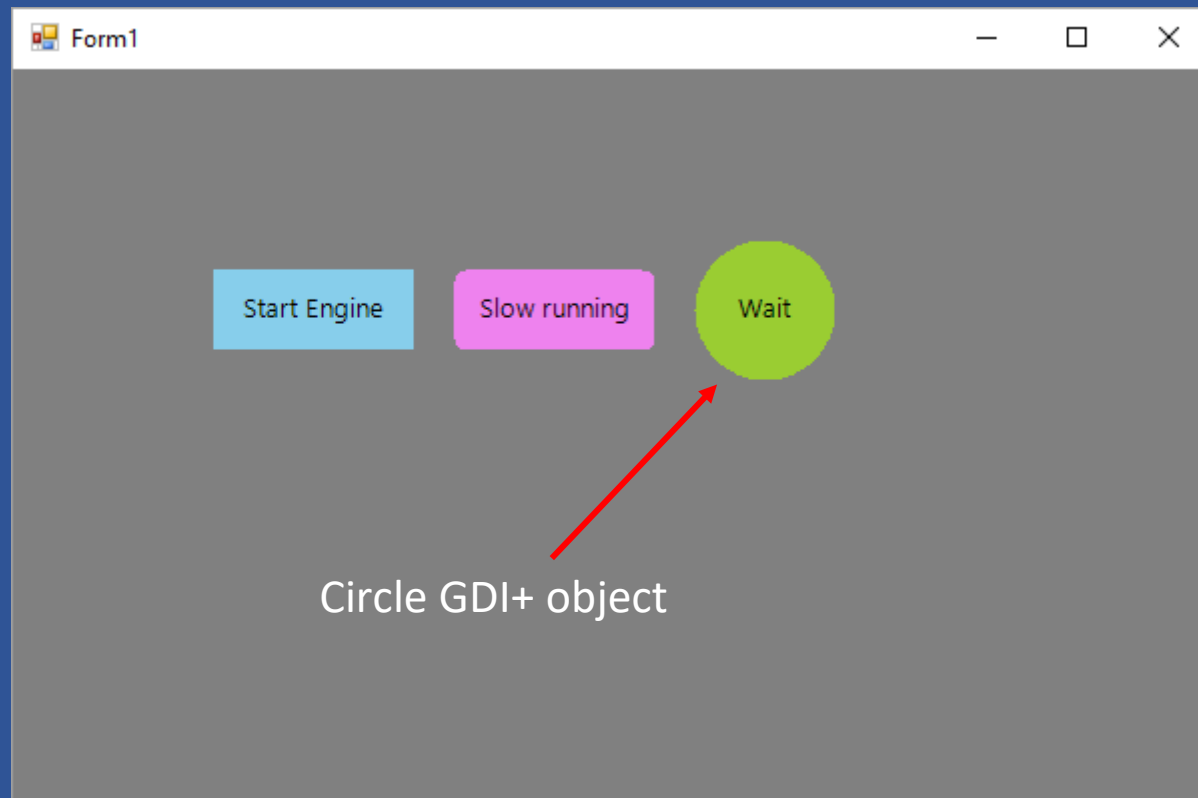 Form1
Start Engine
Slow running
Wait
Circle GDI+ object